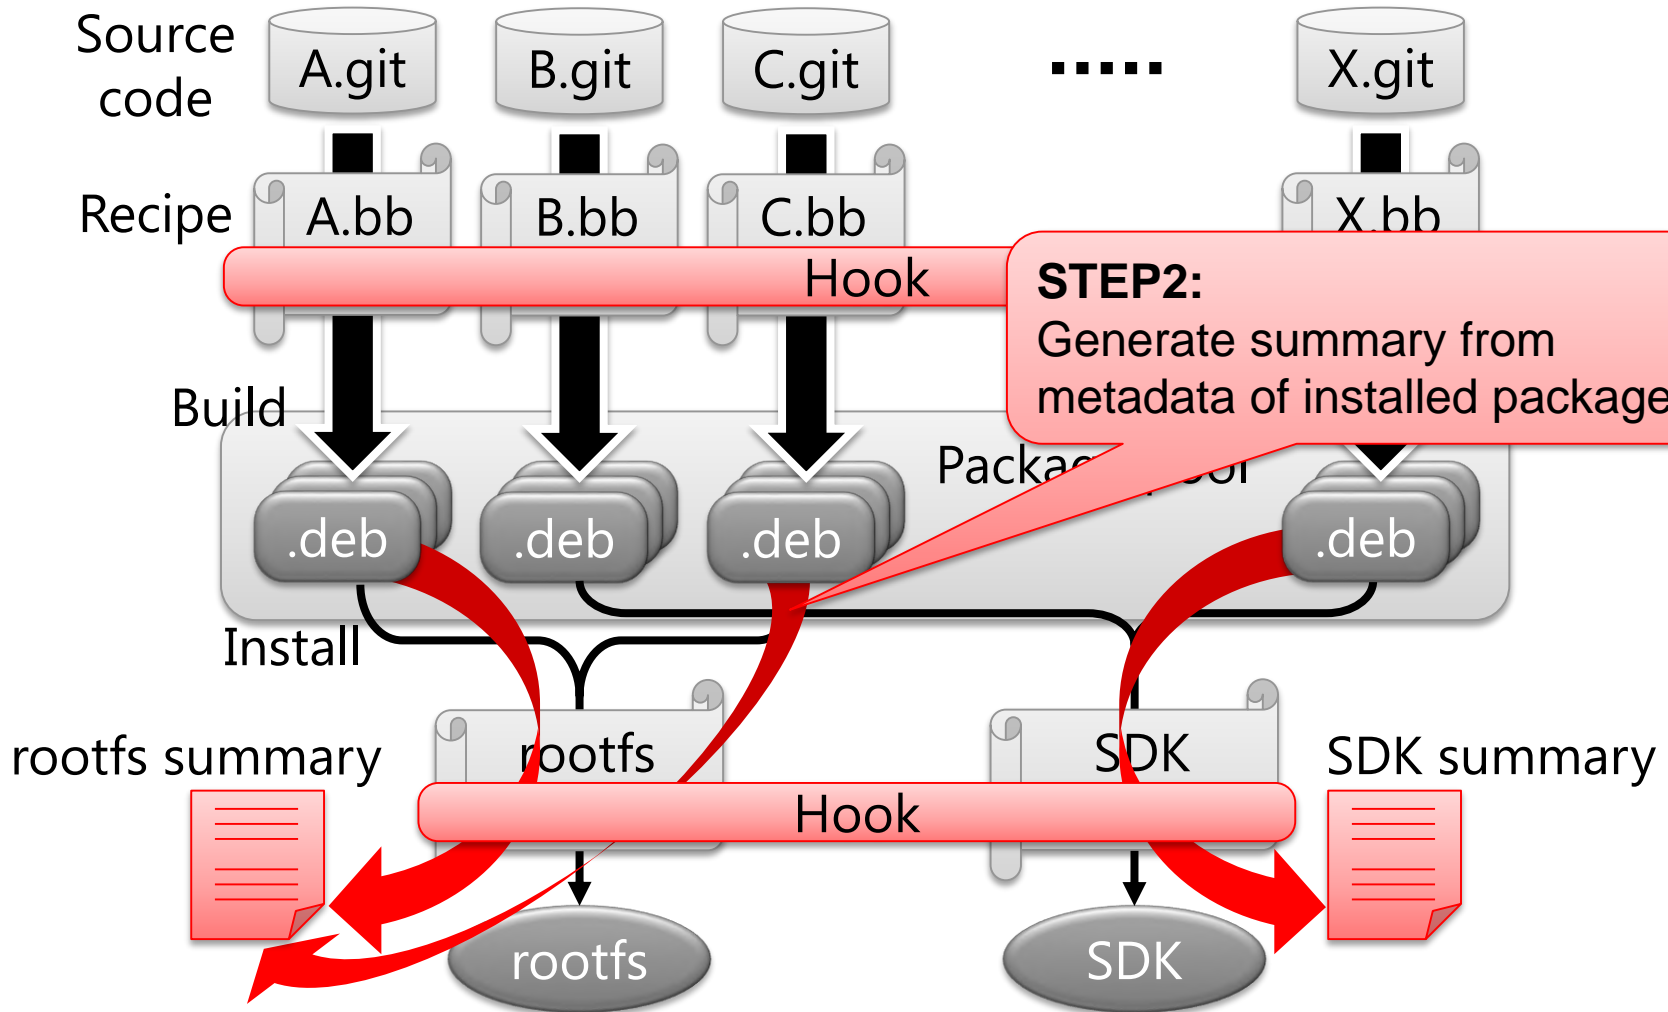 Source
code
A.git
B.git
C.git
.....
X.git
Recipe
A.bb
B.bb
C.bb
X.bb
Hook
STEP2:
Generate summary from
metadata of installed package
Build
.deb
.deb
.deb
.deb
Install
rootfs
SDK
rootfs summary
SDK summary
Hook
rootfs
SDK